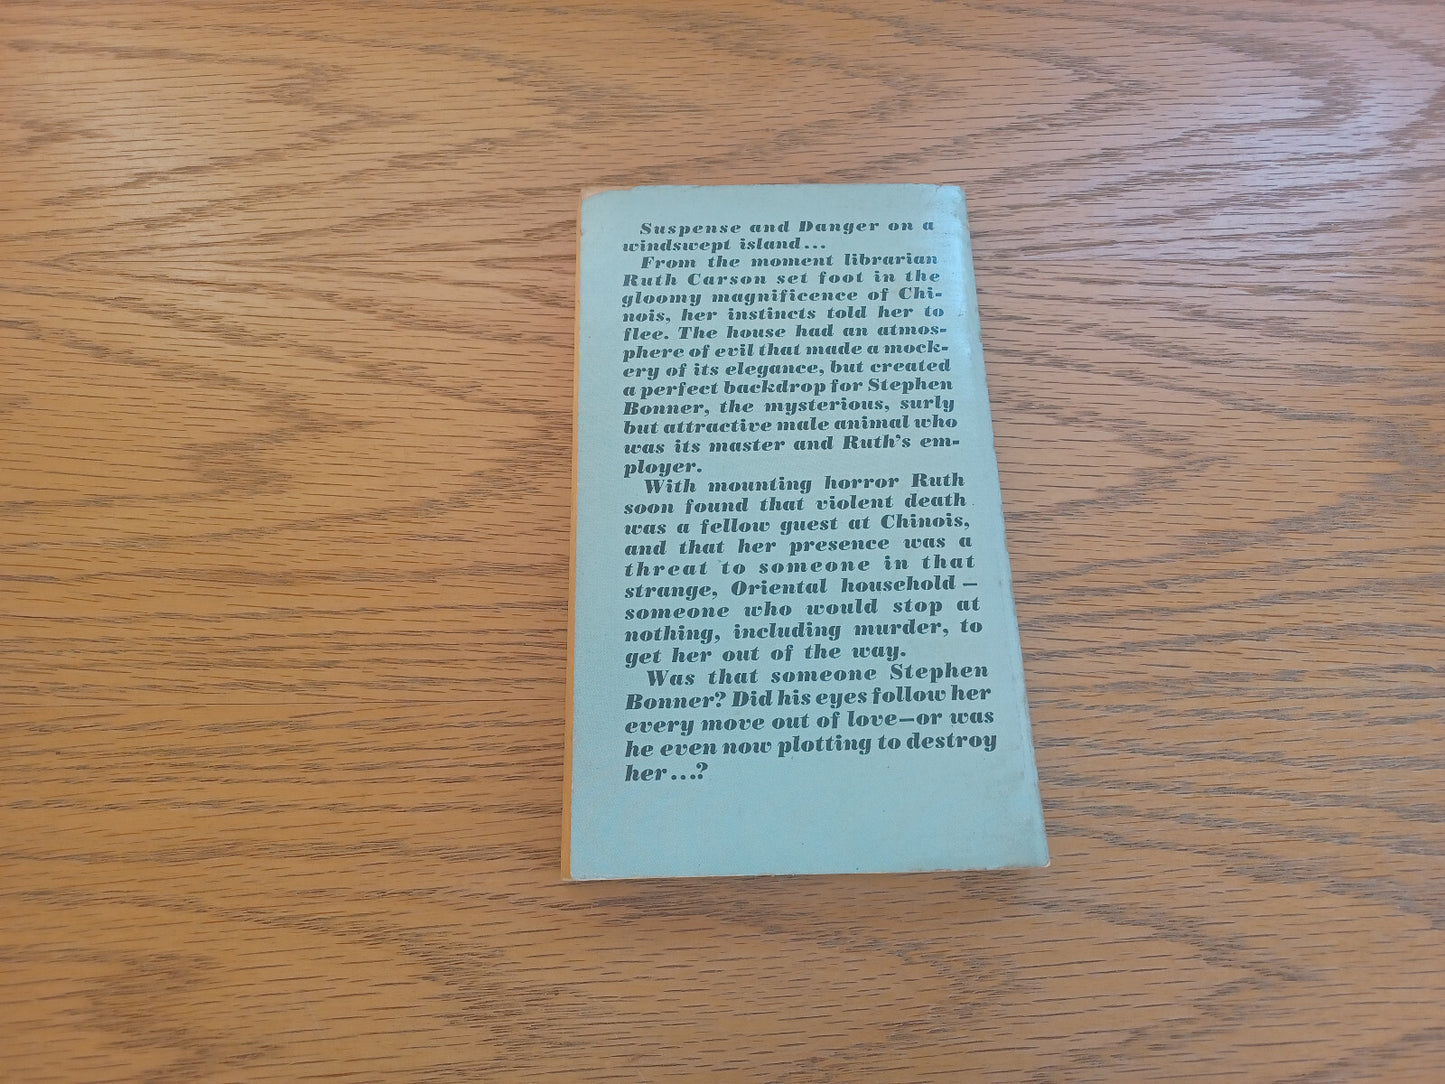 Suspense and Danger on a
windswept island...
From the moment librarian
Ruth Carson set foot in the
gloomy magnificence of Chi-
nois, her instincts told her to
flee. The house had an atmos-
phere of evil that made a mock-
ery of its elegance, but created
a perfect backdrop for Stephen
Bonner, the mysterious, surly
but attractive male animal who
was its master and Ruth's em-
ployer.
With mounting horror Ruth
soon found that violent death
was a fellow guest at Chinois,
and that her presence was a
threat to someone in that
strange, Oriental household—
someone who would stop at
nothing, including murder, to
get her out of the way.
Was that someone Stephen
Bonner? Did his eyes follow her
every move out of love—or was
he even now plotting to destroy
her...?